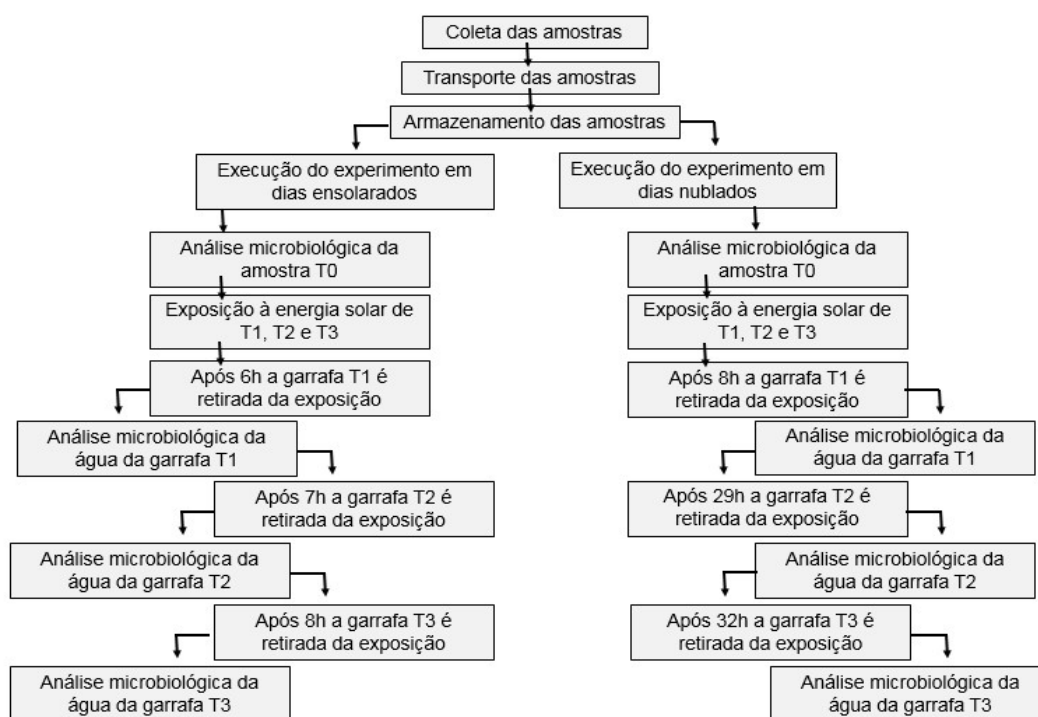 Coleta das amostras
Transporte das amostras
Armazenamento das amostras
Execução do experimento em
dias ensolarados
Execução do experimento em
dias nublados
Análise microbiológica da
amostra T0
Análise microbiológica da
amostra T0
Exposição à energia solar de
T1, T2 e T3
Exposição à energia solar de
T1, T2 e T3
Após 6h a garrafa T1 é
retirada da exposição
Após 8h a garrafa T1 é
retirada da exposição
Análise microbiológica da
água da garrafa T1
Análise microbiológica da
água da garrafa T1
Após 7h a garrafa T2 é
retirada da exposição
Após 29h a garrafa T2 é
retirada da exposição
Análise microbiológica da
água da garrafa T2
Análise microbiológica da
água da garrafa T2
Após 8h a garrafa T3 é
retirada da exposição
Após 32h a garrafa T3 é
retirada da exposição
Análise microbiológica da
água da garrafa T3
Análise microbiológica da
água da garrafa T3